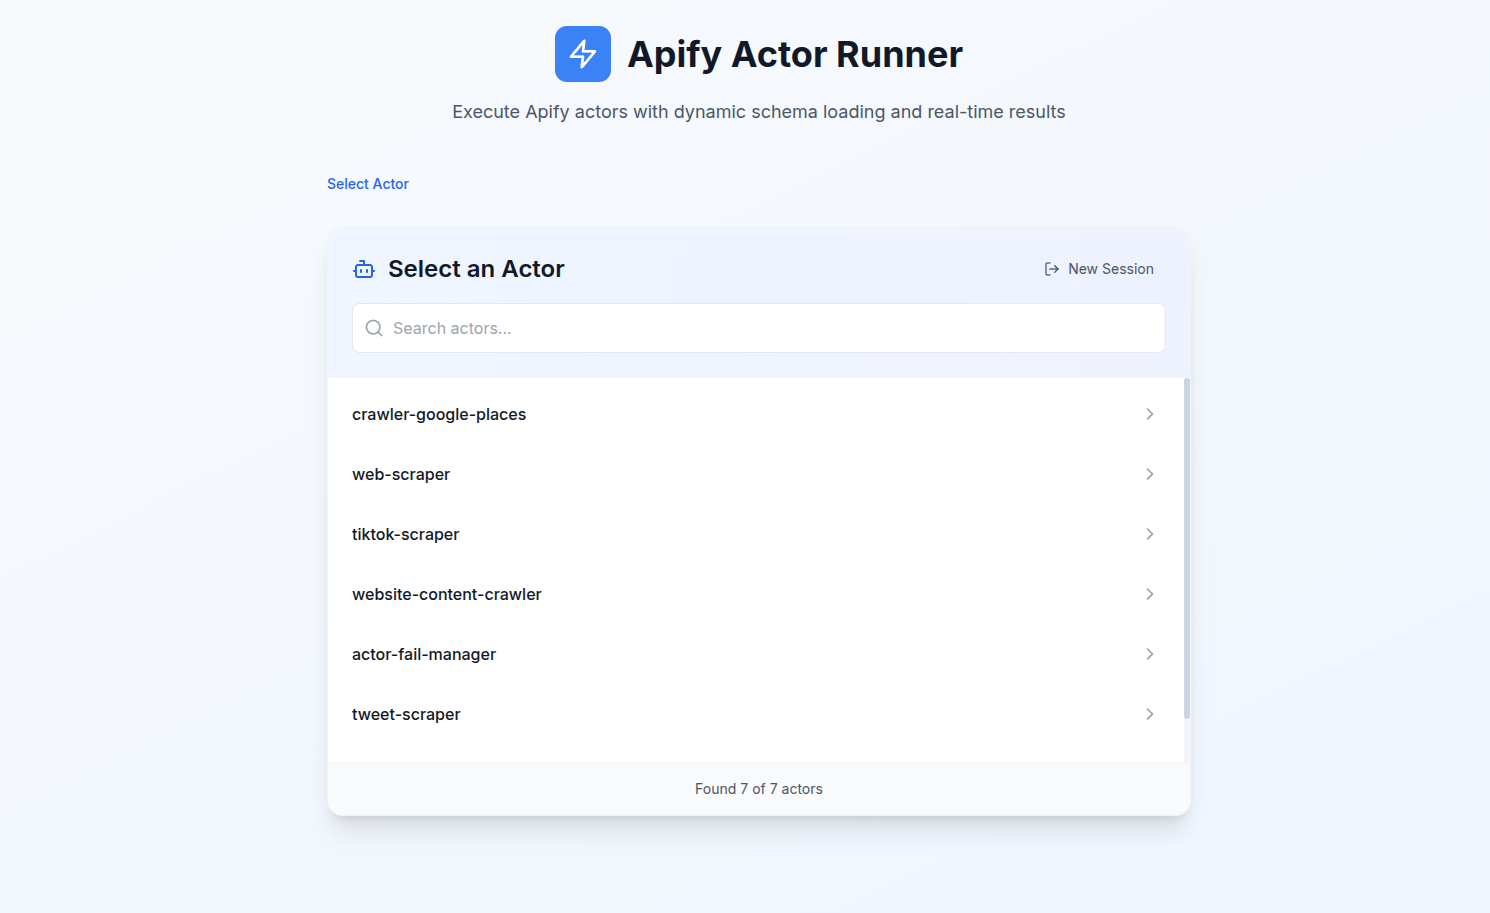 Apify Actor Runner
Execute Apify actors with dynamic schema loading and real-time results
Select Actor
Select an Actor
New Session
Search actors...
crawler-google-places
web-scraper
tiktok-scraper
website-content-crawler
actor-fail-manager
tweet-scraper
Found 7 of 7 actors